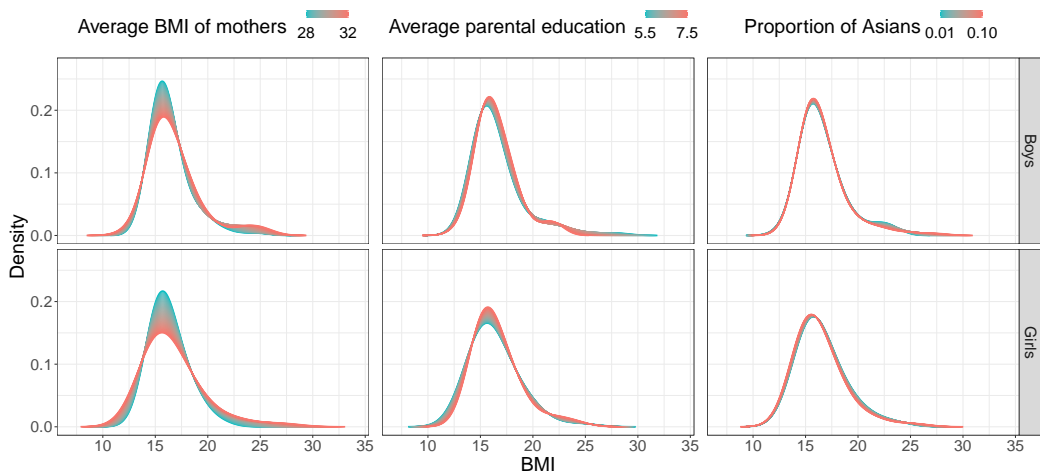 Average BMI of mothers 28 32 Average parental education 5.5 7.5 Proportion of Asians 0.01 0.10
0.2
0.1
0.0
Boys
Density
0.2
0.1
0.0
Girls
10 15 20 25 30 35 10 15 20 25 30 35 10 15 20 25 30 35
BMI